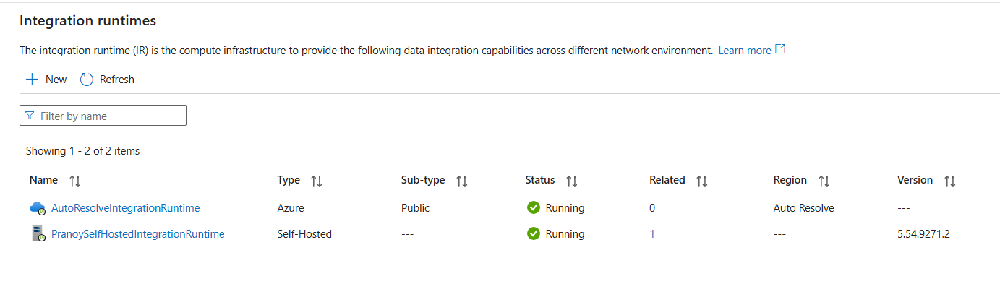 Integration runtimes
The integration runtime (IR) is the compute infrastructure to provide the following data integration capabilities across different network environment. Learn more
New Refresh
Filter by name
Showing 1 - 2 of 2 items
Name Type Sub-type Status Related Region Version
AutoResolveIntegrationRuntime Azure Public Running 0 Auto Resolve ---
PranoySelfHostedIntegrationRuntime Self-Hosted --- Running 1 --- 5.54.9271.2